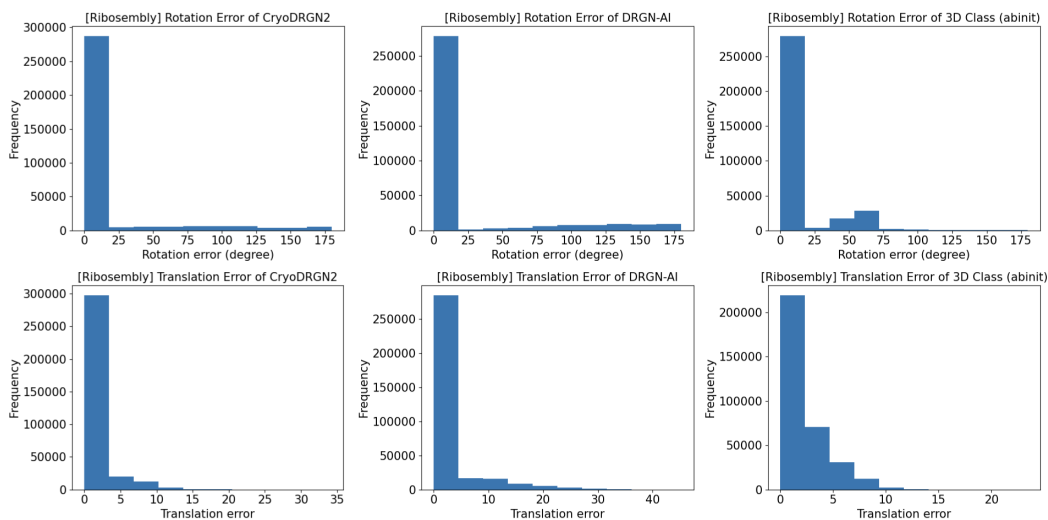 [Ribosembly] Rotation Error of CryoDRGN2
300000
250000
200000
150000
100000
50000
0
Frequency
0 25 50 75 100 125 150 175
Rotation error (degree)
[Ribosembly] Rotation Error of DRGN-AI
250000
200000
150000
100000
50000
0
Frequency
0 25 50 75 100 125 150 175
Rotation error (degree)
[Ribosembly] Rotation Error of 3D Class (abinit)
250000
200000
150000
100000
50000
0
Frequency
0 25 50 75 100 125 150 175
Rotation error (degree)
[Ribosembly] Translation Error of CryoDRGN2
300000
250000
200000
150000
100000
50000
0
Frequency
0 5 10 15 20 25 30 35
Translation error
[Ribosembly] Translation Error of DRGN-AI
250000
200000
150000
100000
50000
0
Frequency
0 10 20 30 40
Translation error
[Ribosembly] Translation Error of 3D Class (abinit)
200000
150000
100000
50000
0
Frequency
0 5 10 15 20
Translation error